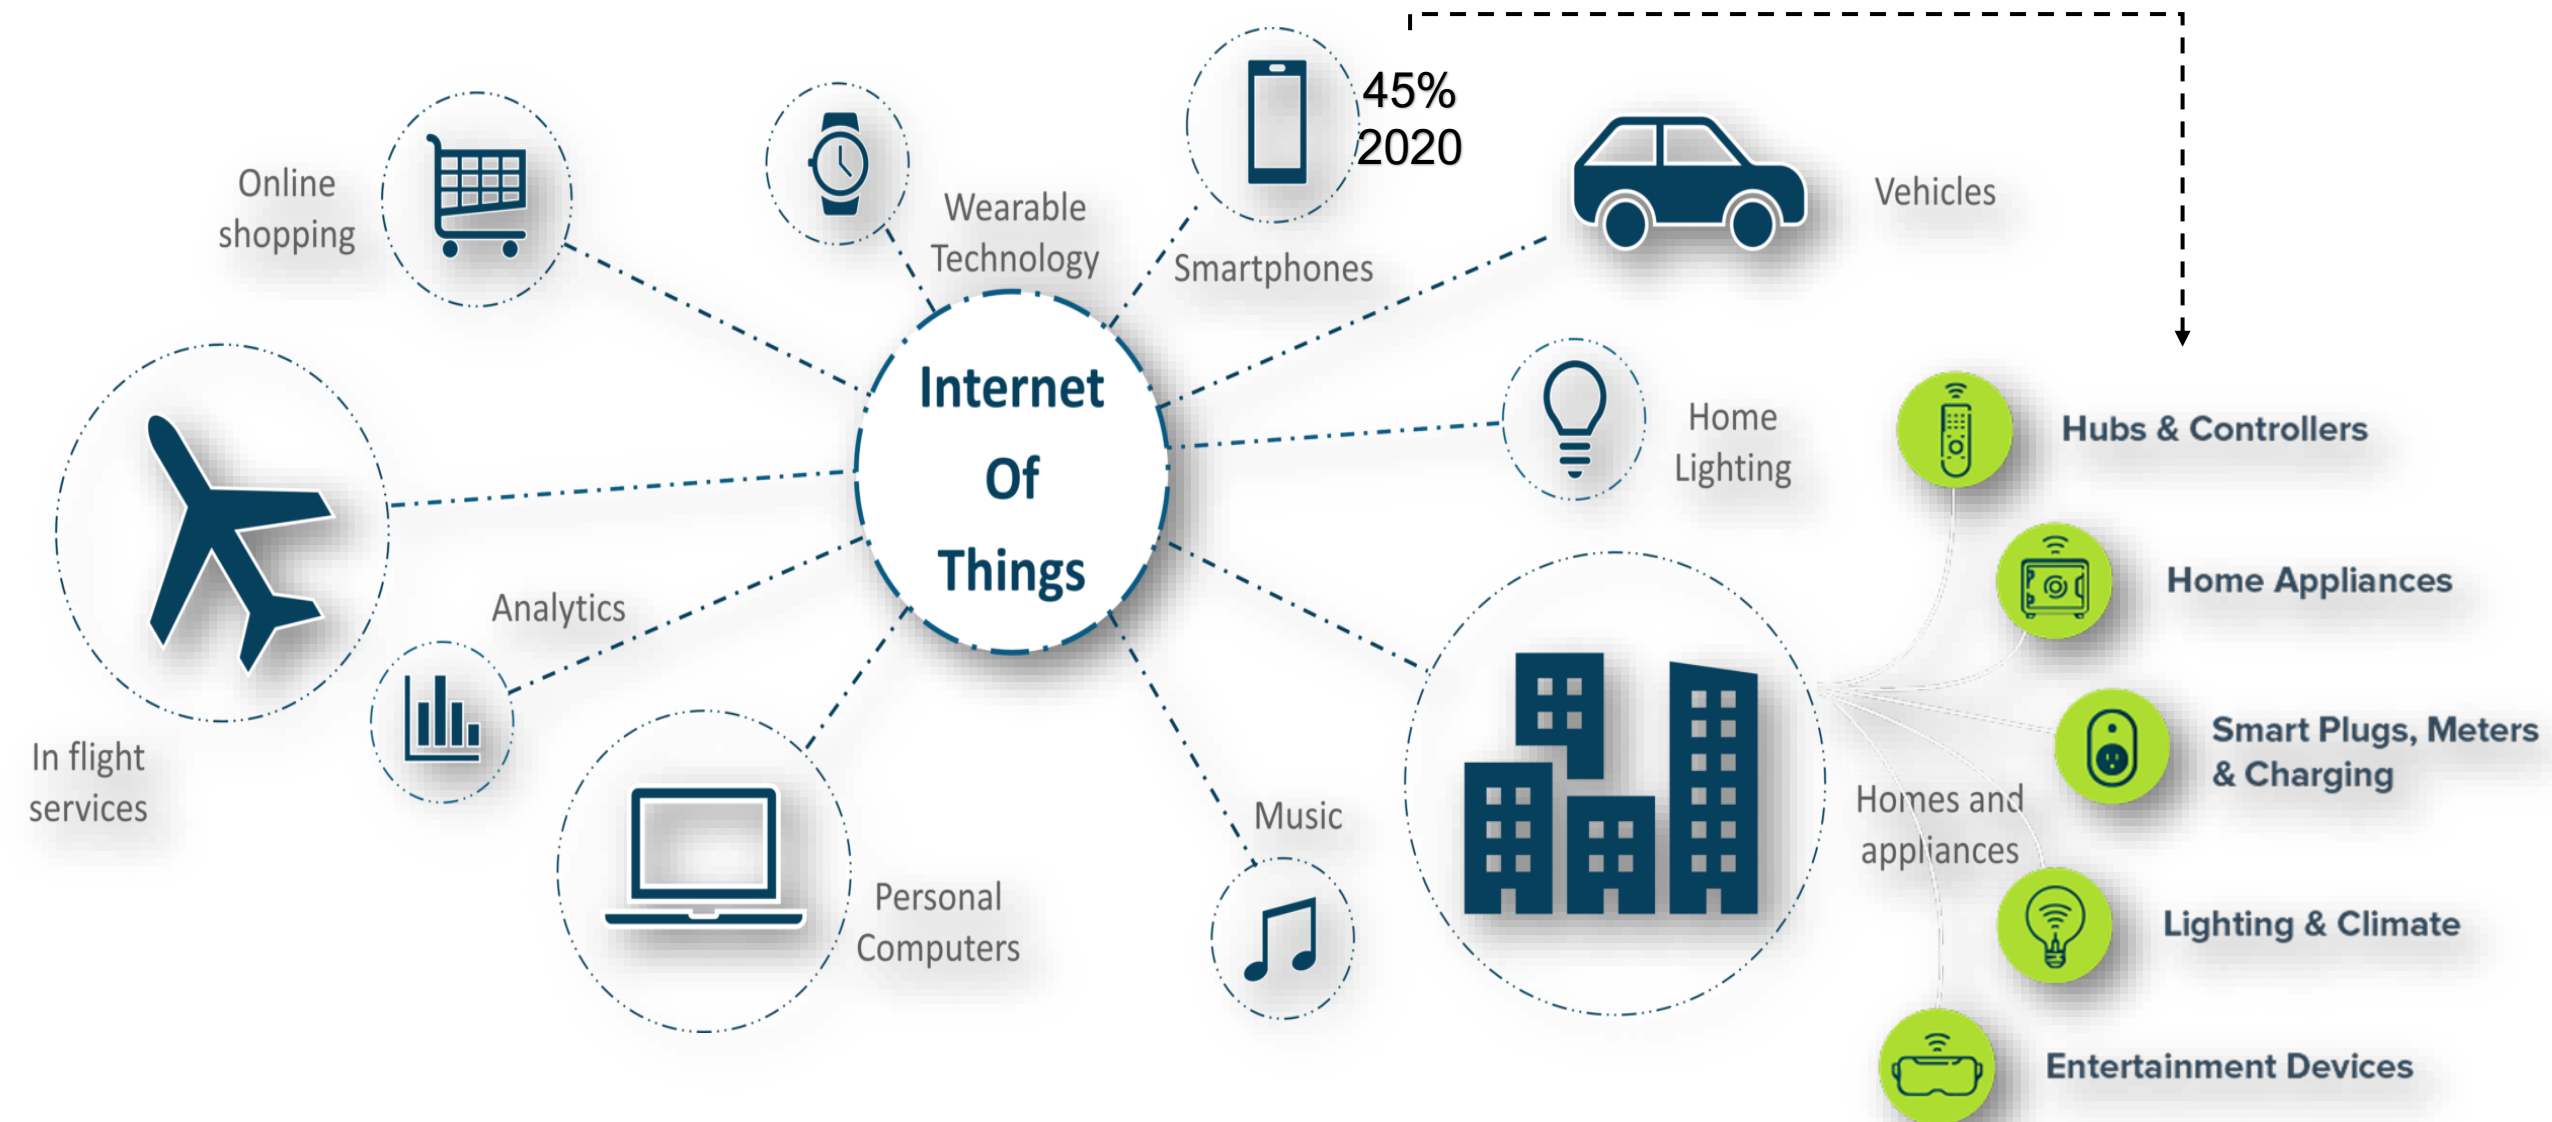 45%
2020
Online
shopping
Wearable
Technology
Smartphones
Vehicles
Internet
Of
Things
Home
Lighting
Hubs & Controllers
Home Appliances
Analytics
Smart Plugs, Meters
& Charging
In flight
services
Homes and
appliances
Music
Personal
Computers
Lighting & Climate
Entertainment Devices